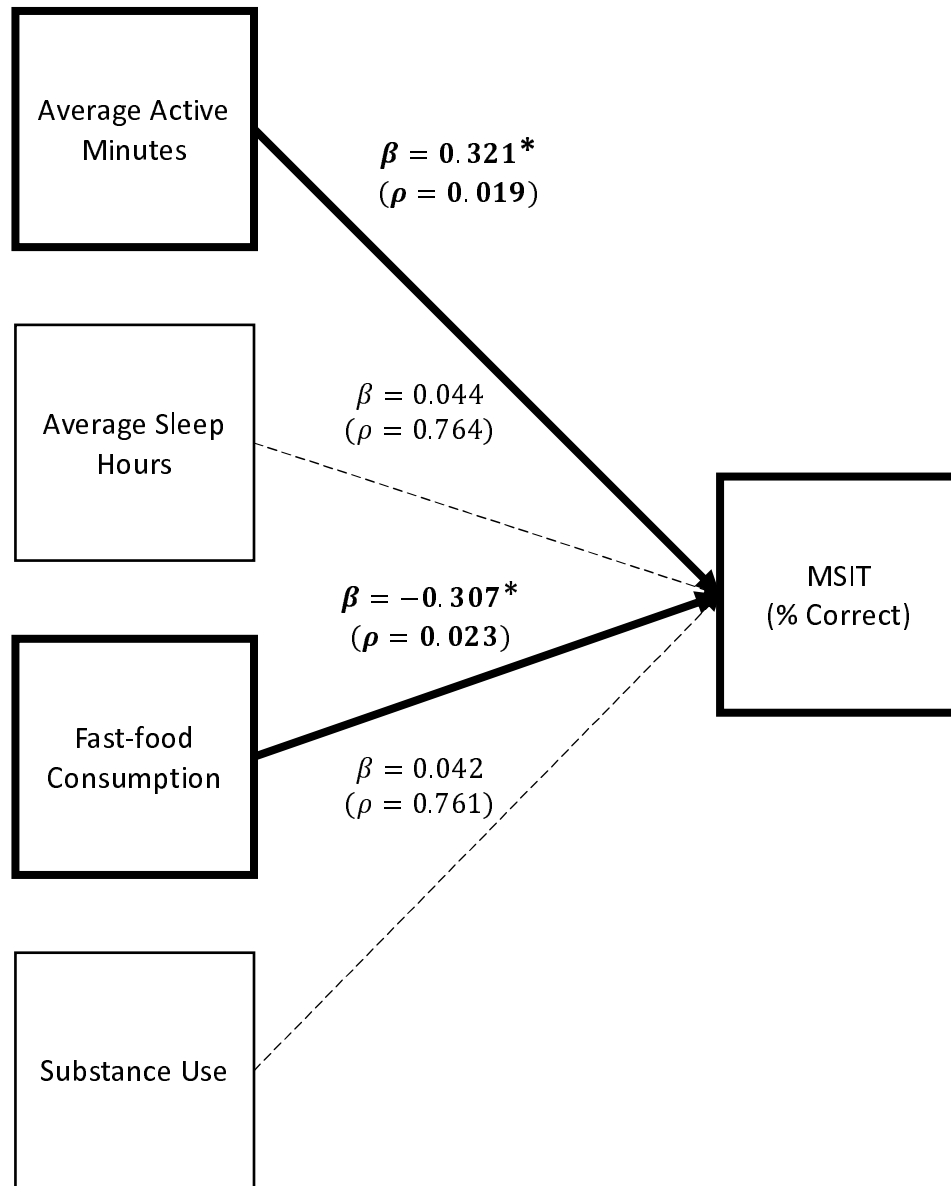 Average Active
Minutes
𝜷 = 𝟎. 𝟑𝟐𝟏*
(𝝆 = 𝟎. 𝟎𝟏𝟗)
Average Sleep
Hours
𝛽 = 0.044
(𝜌 = 0.764)
MSIT
(% Correct)
𝜷 = −𝟎. 𝟑𝟎𝟕*
(𝝆 = 𝟎. 𝟎𝟐𝟑)
Fast-food
Consumption
𝛽 = 0.042
(𝜌 = 0.761)
Substance Use